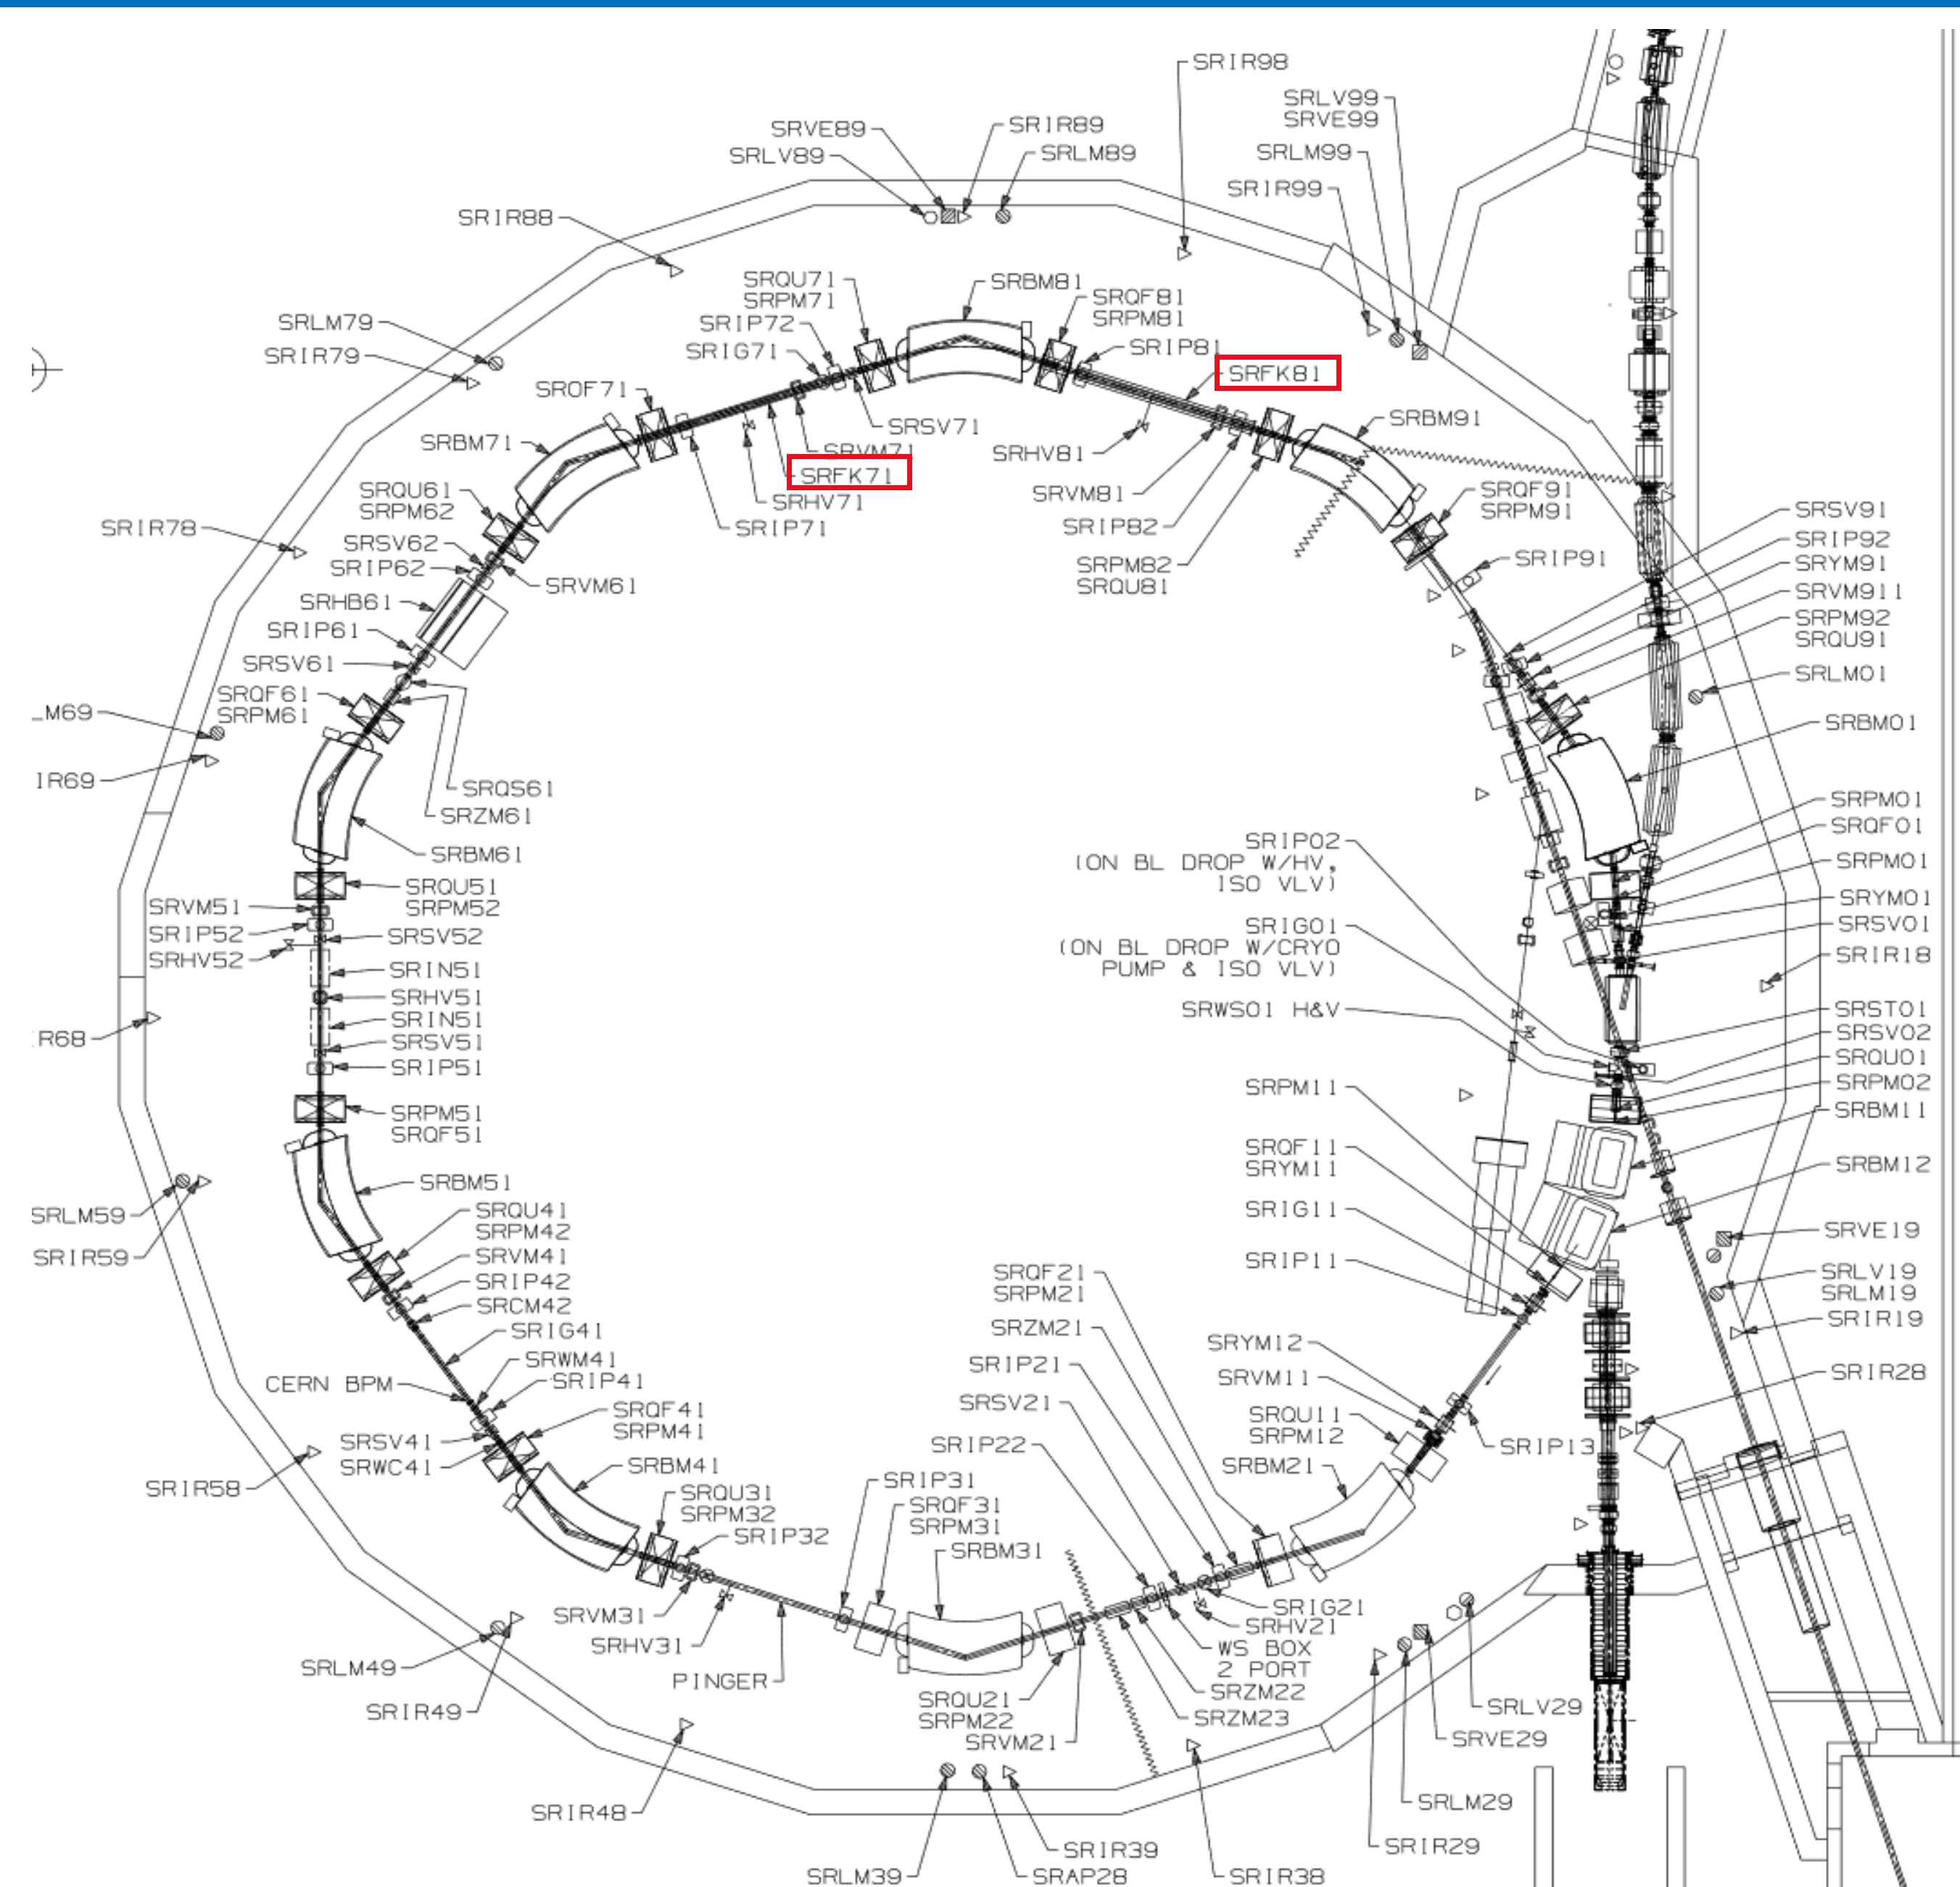 SRIR98
SRLV99
SRVE99
SRVE89
SRIR89
SRLV89
SRLM89
SRLM99
SRIR99
SRIR88
SRQU71
SRPM71
SRBM81
SRQF81
SRPM81
SRLM79
SRIP72
SRIR79
SRIG71
SRIP81
SRFK81
SRQF71
SRBM91
SRBM71
SRSV71
SRHV81
SRVM71
SRFK71
SRVM81
SRHV71
SRQU61
SRPM62
SRQF91
SRPM91
SRIR78
SRIP71
SRIP82
SRSV91
SRSV62
SRIP92
SRIP62
SRPM82
SRQU81
SRIP91
SRYM91
SRVM61
SRHB61
SRVM911
SRIP61
SRPM92
SRQU91
SRSV61
SRLM01
SRQF61
SRPM61
_M69
SRBM01
IR69
SRQS61
SRZM61
SRPM01
SRQF01
SRBM61
SRIP02
(ON BL DROP W/HV,
ISO VLV)
SRPM01
SRQU51
SRPM52
SRYM01
SRVM51
SRIG01
(ON BL DROP W/CRYO
PUMP & ISO VLV)
SRSV01
SRIP52
SRSV52
SRIR18
SRHV52
SRIN51
SRHV51
SRWS01 H&V
SRST01
SRIN51
R68
SRSV02
SRSV51
SRQU01
SRIP51
SRPM11
SRPM02
SRPM51
SRQF51
SRBM11
SRQF11
SRYM11
SRBM12
SRBM51
SRQU41
SRPM42
SRIG11
SRLM59
SRVE19
SRIR59
SRVM41
SRIP11
SRIP42
SRQF21
SRPM21
SRLV19
SRLM19
SRCM42
SRIG41
SRZM21
SRYM12
SRIR19
SRWM41
SRIP21
SRVM11
SRIR28
CERN BPM
SRIP41
SRSV21
SRQU11
SRPM12
SRQF41
SRPM41
SRSV41
SRIP22
SRIP13
SRWC41
SRBM41
SRBM21
SRIR58
SRIP31
SRQU31
SRPM32
SRQF31
SRPM31
SRIP32
SRBM31
SRVM31
SRIG21
SRHV31
SRHV21
WS BOX
2 PORT
SRLM49
PINGER
SRZM22
SRIR49
SRQU21
SRPM22
SRZM23
SRLV29
SRVM21
SRVE29
SRIR48
SRLM29
SRIR39
SRIR29
SRLM39
SRAP28
SRIR38